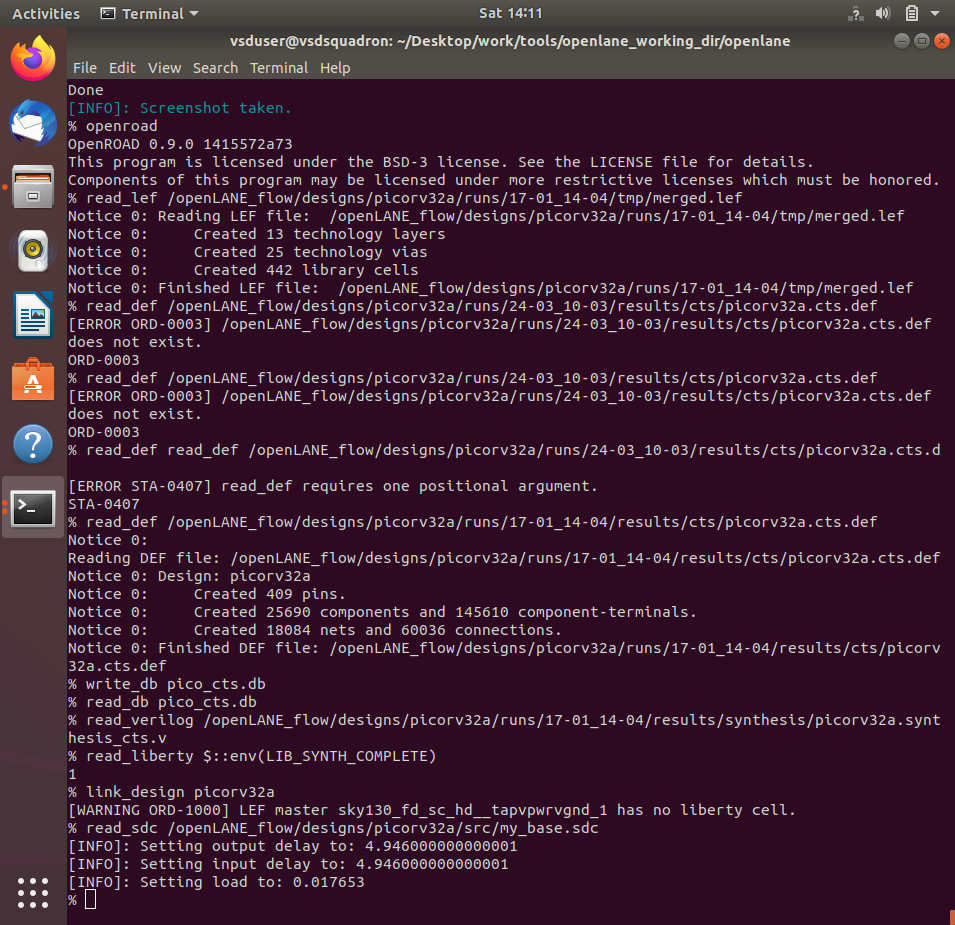 Activities Terminal Sat 14:11
vsduser@vsdsquadron: ~/Desktop/work/tools/openlane_working_dir/openlane
File Edit View Search Terminal Help
Done
[INFO]: Screenshot taken.
% openroad
OpenROAD 0.9.0 1415572a73
This program is licensed under the BSD-3 license. See the LICENSE file for details.
Components of this program may be licensed under more restrictive licenses which must be honored.
% read_lef /openLANE_flow/designs/picorv32a/runs/17-01_14-04/tmp/merged.lef
Notice 0: Reading LEF file:  /openLANE_flow/designs/picorv32a/runs/17-01_14-04/tmp/merged.lef
Notice 0:     Created 13 technology layers
Notice 0:     Created 25 technology vias
Notice 0:     Created 442 library cells
Notice 0: Finished LEF file:  /openLANE_flow/designs/picorv32a/runs/17-01_14-04/tmp/merged.lef
% read_def /openLANE_flow/designs/picorv32a/runs/24-03_10-03/results/cts/picorv32a.cts.def
[ERROR ORD-0003] /openLANE_flow/designs/picorv32a/runs/24-03_10-03/results/cts/picorv32a.cts.def
does not exist.
ORD-0003
% read_def /openLANE_flow/designs/picorv32a/runs/24-03_10-03/results/cts/picorv32a.cts.def
[ERROR ORD-0003] /openLANE_flow/designs/picorv32a/runs/24-03_10-03/results/cts/picorv32a.cts.def
does not exist.
ORD-0003
% read_def read_def /openLANE_flow/designs/picorv32a/runs/24-03_10-03/results/cts/picorv32a.cts.d
[ERROR STA-0407] read_def requires one positional argument.
STA-0407
% read_def /openLANE_flow/designs/picorv32a/runs/17-01_14-04/results/cts/picorv32a.cts.def
Notice 0:
Reading DEF file: /openLANE_flow/designs/picorv32a/runs/17-01_14-04/results/cts/picorv32a.cts.def
Notice 0: Design: picorv32a
Notice 0:     Created 409 pins.
Notice 0:     Created 25690 components and 145610 component-terminals.
Notice 0:     Created 18084 nets and 60036 connections.
Notice 0: Finished DEF file: /openLANE_flow/designs/picorv32a/runs/17-01_14-04/results/cts/picorv
32a.cts.def
% write_db pico_cts.db
% read_db pico_cts.db
% read_verilog /openLANE_flow/designs/picorv32a/runs/17-01_14-04/results/synthesis/picorv32a.synt
hesis_cts.v
% read_liberty $::env(LIB_SYNTH_COMPLETE)
1
% link_design picorv32a
[WARNING ORD-1000] LEF master sky130_fd_sc_hd__tapvpwrvgnd_1 has no liberty cell.
% read_sdc /openLANE_flow/designs/picorv32a/src/my_base.sdc
[INFO]: Setting output delay to: 4.946000000000001
[INFO]: Setting input delay to: 4.946000000000001
[INFO]: Setting load to: 0.017653
%